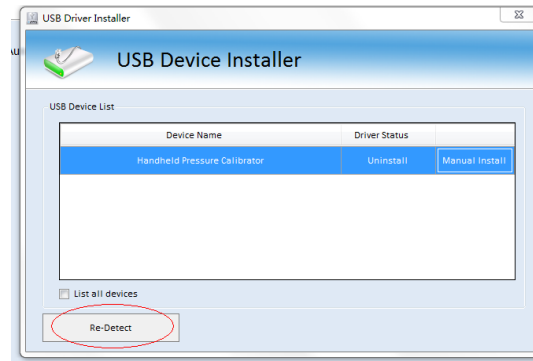 USB Driver Installer
USB Device Installer
USB Device List
Device Name Driver Status
Handheld Pressure Calibrator Uninstall Manual Install
List all devices
Re-Detect